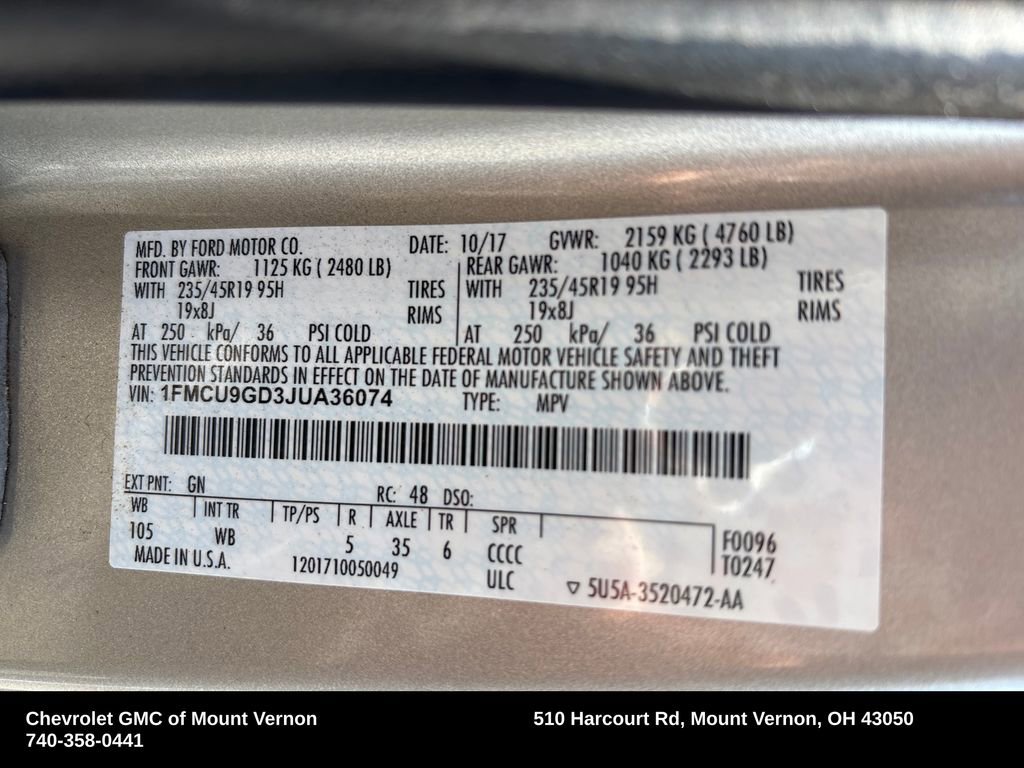 MFD. BY FORD MOTOR CO. DATE: 10/17 GVWR: 2159 KG ( 4760 LB)
FRONT GAWR: 1125 KG ( 2480 LB) REAR GAWR: 1040 KG ( 2293 LB)
WITH 235/45R19 95H TIRES WITH 235/45R19 95H TIRES
19x8J RIMS 19x8J RIMS
AT 250 kPa/ 36 PSI COLD AT 250 kPa/ 36 PSI COLD
THIS VEHICLE CONFORMS TO ALL APPLICABLE FEDERAL MOTOR VEHICLE SAFETY AND THEFT
PREVENTION STANDARDS IN EFFECT ON THE DATE OF MANUFACTURE SHOWN ABOVE.
VIN: 1FMCU9GD3JUA36074 TYPE: MPV
EXT PNT: GN RC: 48 DSO:
WB INT TR TP/PS R AXLE TR SPR
105 WB 5 35 6 CCCC F0096
MADE IN U.S.A. 1201710050049 ULC T0247
5U5A-3520472-AA
Chevrolet GMC of Mount Vernon 510 Harcourt Rd, Mount Vernon, OH 43050
740-358-0441